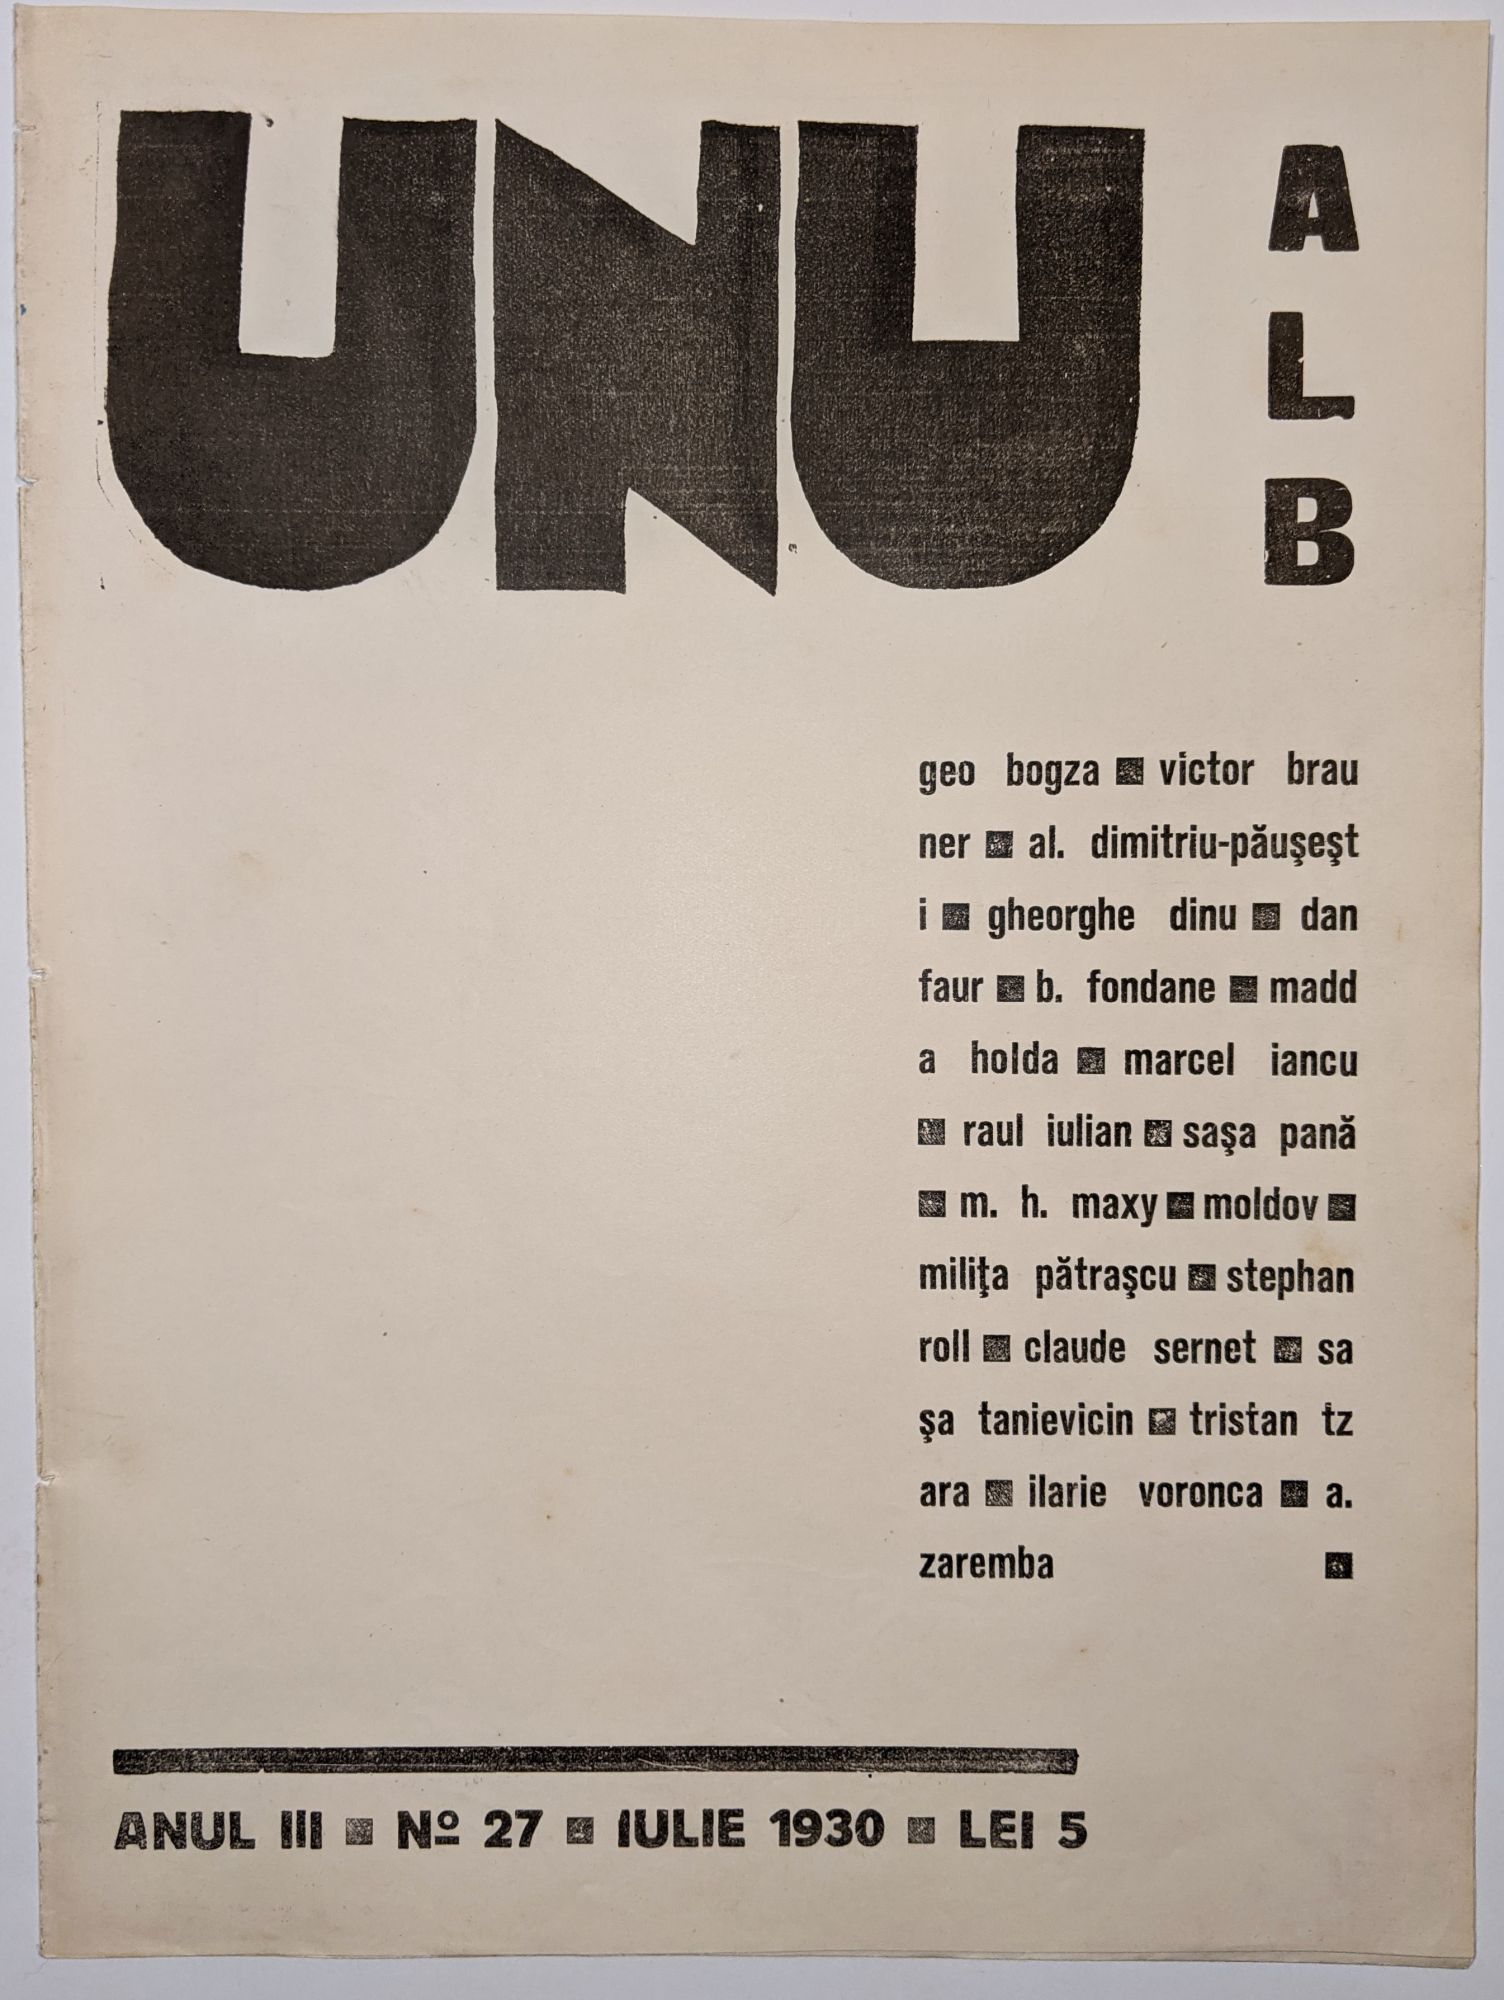 UNU
ALB
geo bogza ■ victor brau
ner ■ al. dimitriu-păuşeşt
i ■ gheorghe dinu ■ dan
faur ■ b. fondane ■ madd
a holda ■ marcel iancu
■ raul iulian ■ saşa pană
■ m. h. maxy ■ moldov ■
miliţa pătraşcu ■ stephan
roll ■ claude sernet ■ sa
şa tanievicin ■ tristan tz
ara ■ ilarie voronca ■ a.
zaremba ■
ANUL III ■ Nº 27 ■ IULIE 1930 ■ LEI 5